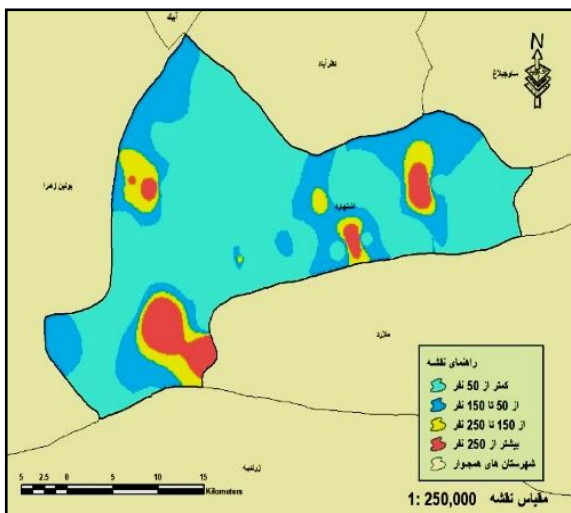 آبیک
نظرآباد
ساوجبلاغ
N
بوئین زهرا
اشتهارد
ملارد
زرندیه
راهنمای نقشه
کمتر از 50 نفر
از 50 تا 150 نفر
از 150 تا 250 نفر
بیشتر از 250 نفر
شهرستان های همجوار
5 2.5 0 5 10 15
Kilometers
مقیاس نقشه 1: 250,000